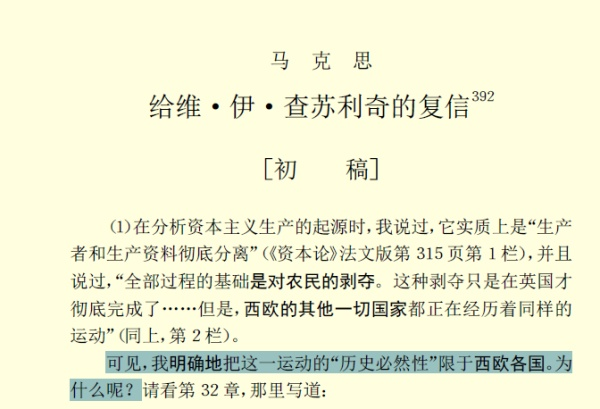 马 克 思
给维·伊·查苏利奇的复信392
[初 稿]
(1)在分析资本主义生产的起源时,我说过,它实质上是“生产
者和生产资料彻底分离”(《资本论》法文版第 315 页第 1 栏),并且
说过,“全部过程的基础是对农民的剥夺。这种剥夺只是在英国才
彻底完成了……但是,西欧的其他一切国家都正在经历着同样的
运动”(同上,第 2 栏)。
可见,我明确地把这一运动的“历史必然性”限于西欧各国。为
什么呢?请看第 32 章,那里写道: